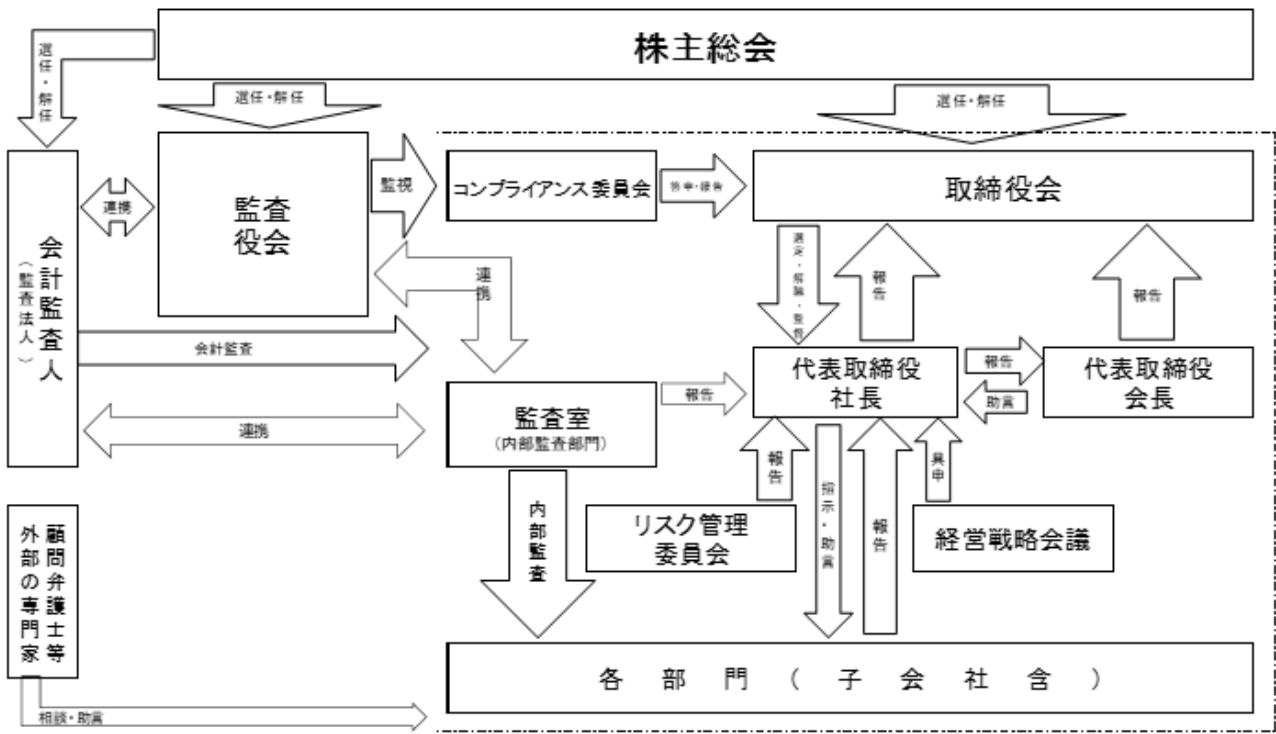 株主総会
選任・解任
選任・解任
選任・解任
監査
役会
監視
コンプライアンス委員会
答申・報告
取締役会
連携
会計監査人
（監査法人）
連携
選定・解職・監督
報告
報告
会計監査
代表取締役
社長
報告
助言
代表取締役
会長
連携
監査室
(内部監査部門)
報告
報告
具申
内部監査
リスク管理
委員会
指示・助言
報告
経営戦略会議
顧問弁護士等
外部の専門家
各部門(子会社含)
相談・助言